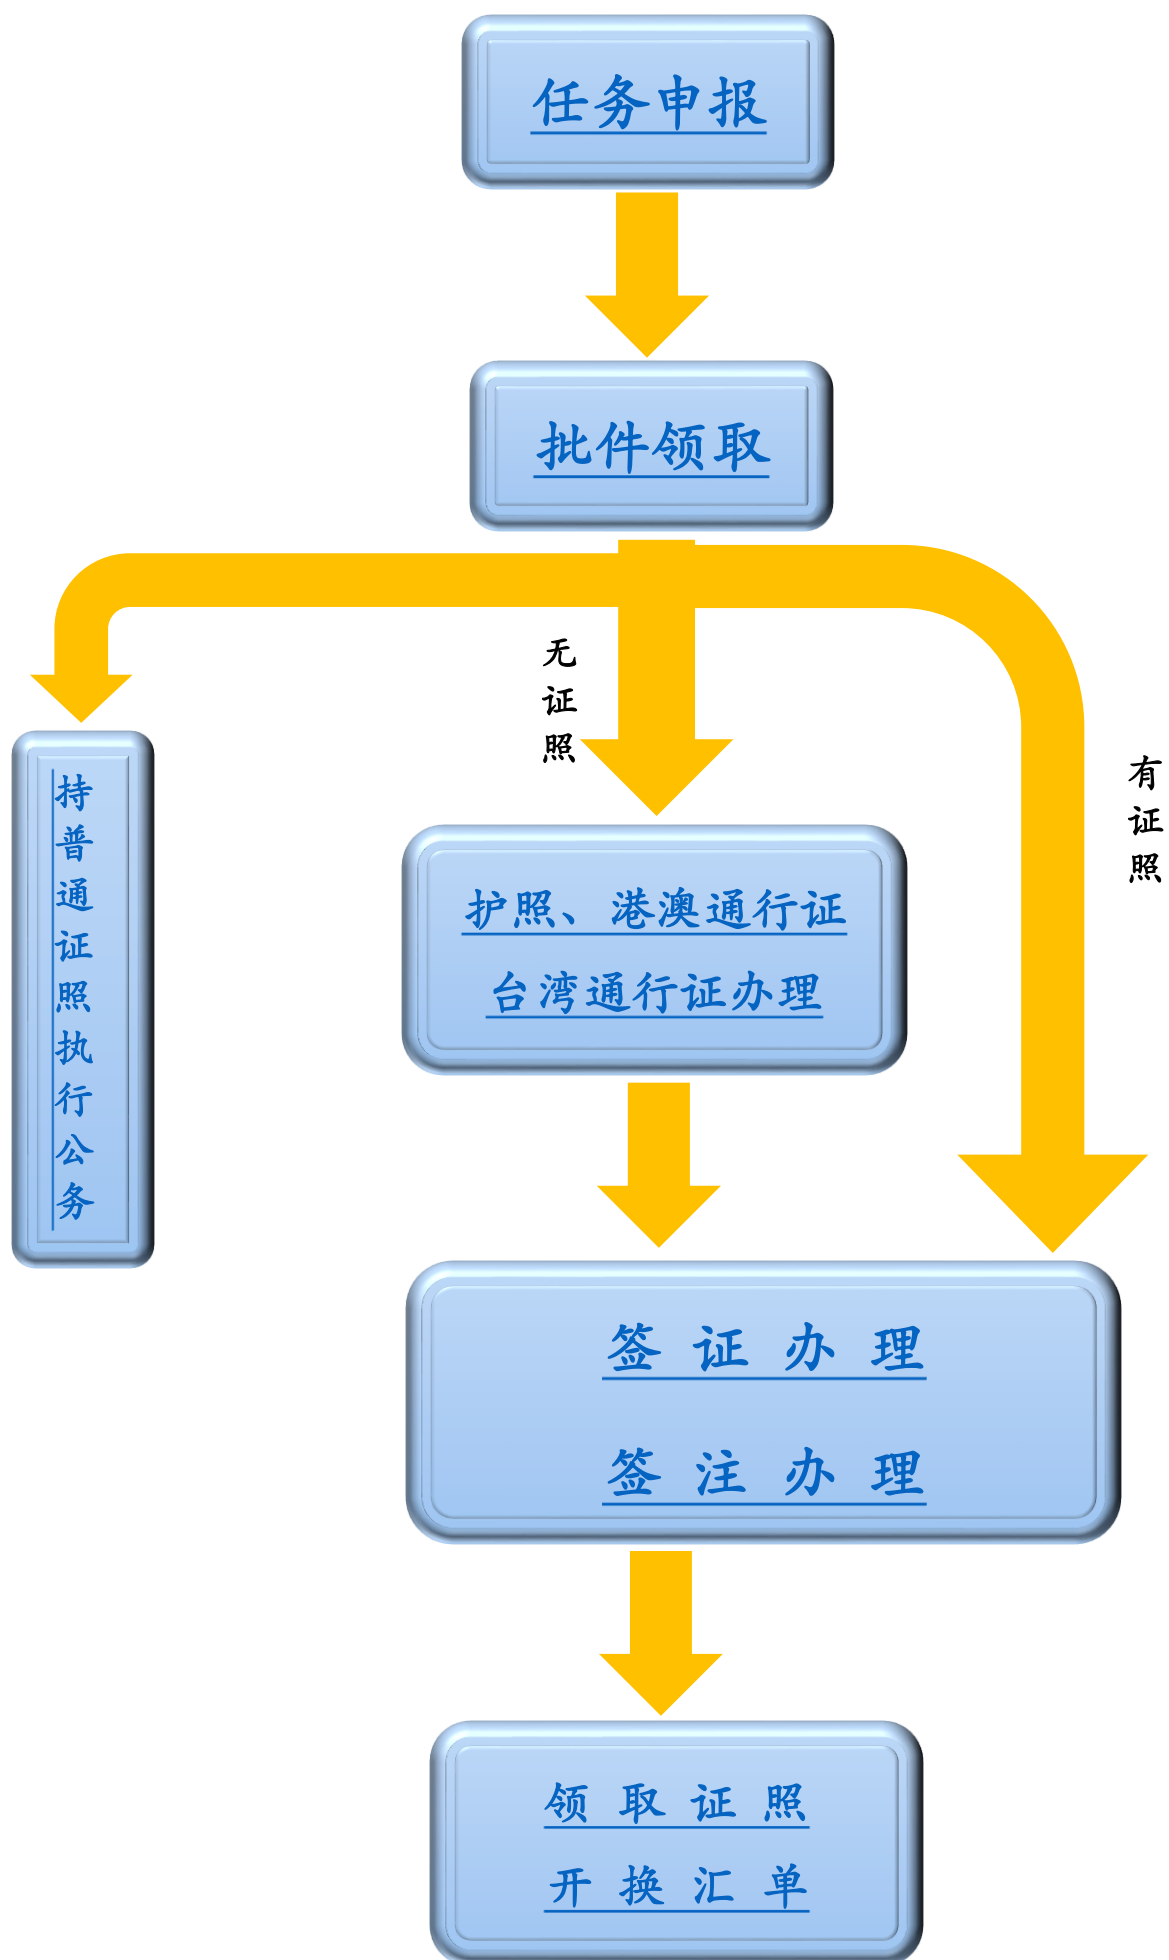 任务申报
批件领取
无证照
有证照
持普通证照执行公务
护照、港澳通行证
台湾通行证办理
签 证 办 理
签 注 办 理
领 取 证 照
开 换 汇 单